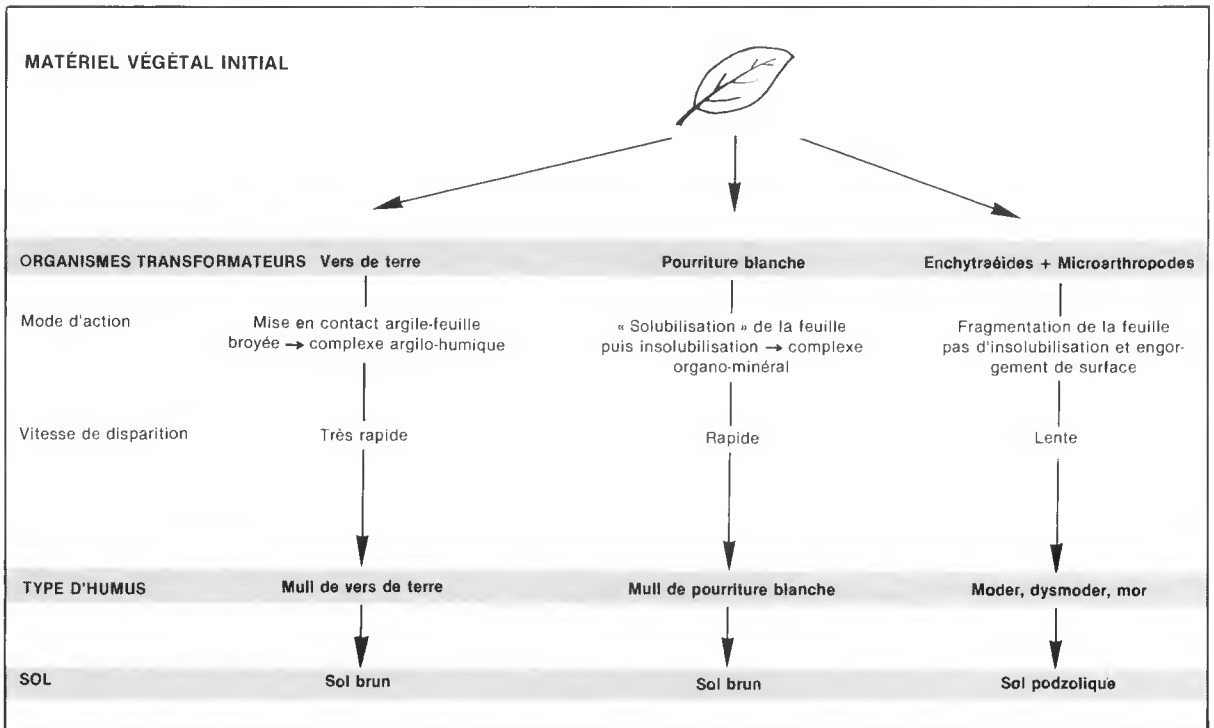 MATÉRIEL VÉGÉTAL INITIAL
ORGANISMES TRANSFORMATEURS Vers de terre Pourriture blanche Enchytraéides + Microarthropodes
Mode d'action
Mise en contact argile-feuille
broyée → complexe argilo-humique
« Solubilisation » de la feuille
puis insolubilisation → complexe
organo-minéral
Fragmentation de la feuille
pas d'insolubilisation et engor-
gement de surface
Vitesse de disparition Très rapide Rapide Lente
TYPE D'HUMUS Mull de vers de terre Mull de pourriture blanche Moder, dysmoder, mor
SOL Sol brun Sol brun Sol podzolique